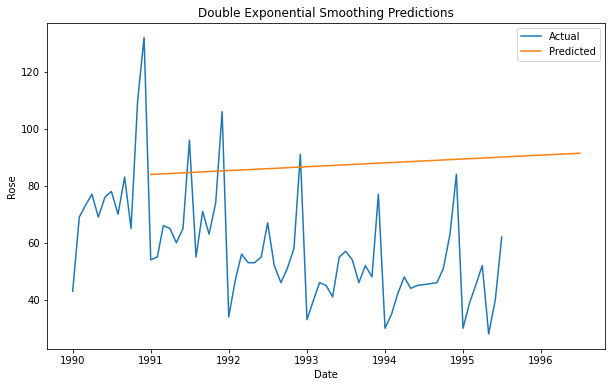 Double Exponential Smoothing Predictions
Actual
Predicted
120
100
80
60
40
Rose
1990 1991 1992 1993 1994 1995 1996
Date